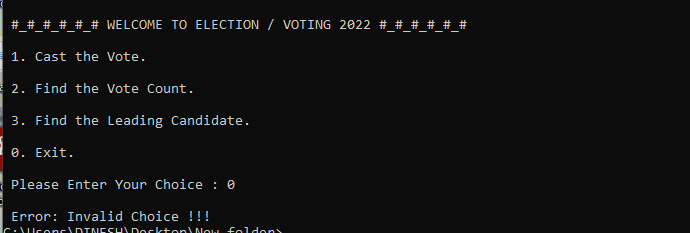 #_#_#_#_#_# WELCOME TO ELECTION / VOTING 2022 #_#_#_#_#_#
1. Cast the Vote.
2. Find the Vote Count.
3. Find the Leading Candidate.
0. Exit.
Please Enter Your Choice : 0
Error: Invalid Choice !!!
C:\Users\DINESH\Desktop\New folder>